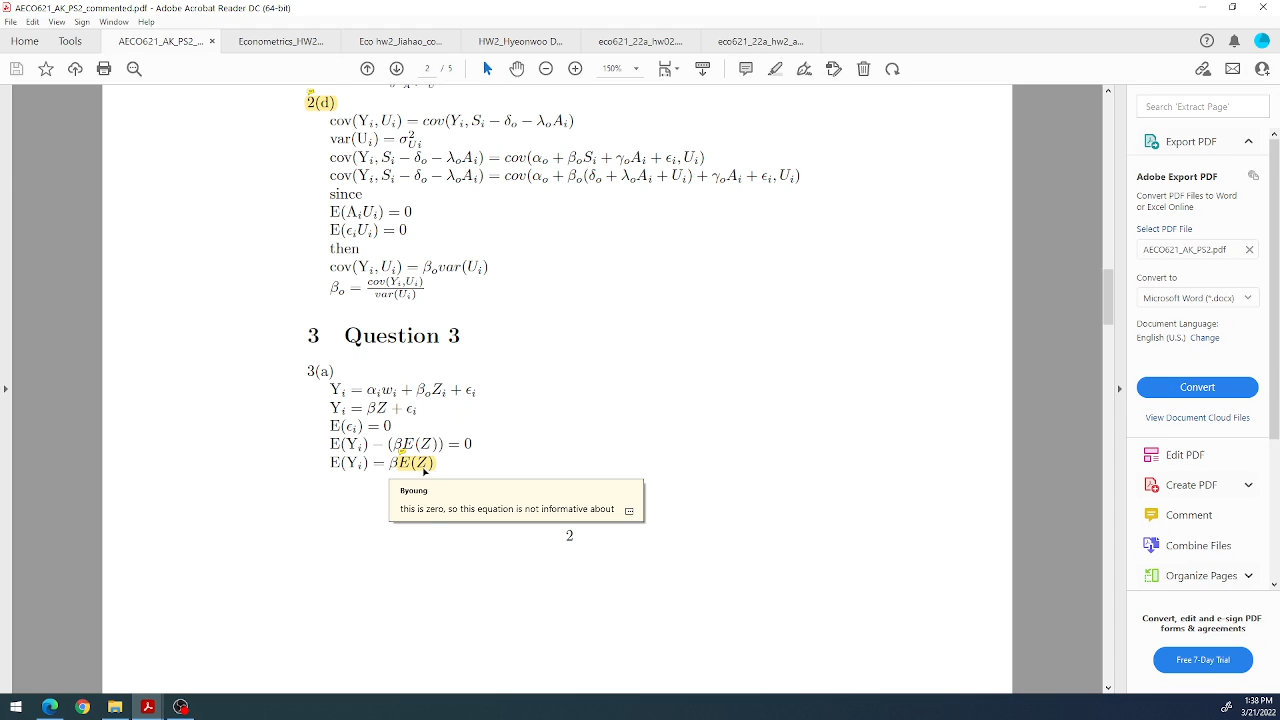 AECO621_AK_PS2_commented.pdf - Adobe Acrobat Reader DC (64-bit)
File Edit View Sign Window Help
Home Tools AECO621_AK_PS2_... × Econometrics_HW2... Eco hw2_Jiahao_co... HW2_Hyeonwoo D... eco621_22a_hw02.... eco621_22a_hw2_a...
2 / 5 150%
2(d)
cov(Y_i, U_i) = cov(Y_i, S_i − δ_o − λ_oA_i)
var(U_i) = σ²_{Ui}
cov(Y_i, S_i − δ_o − λ_oA_i) = cov(α_o + β_oS_i + γ_oA_i + ϵ_i, U_i)
cov(Y_i, S_i − δ_o − λ_oA_i) = cov(α_o + β_o(δ_o + λ_oA_i + U_i) + γ_oA_i + ϵ_i, U_i)
since
E(A_iU_i) = 0
E(ϵ_iU_i) = 0
then
cov(Y_i, U_i) = β_ovar(U_i)
β_o = cov(Y_i,U_i)/var(U_i)
3 Question 3
3(a)
Y_i = α_iw_i + β_oZ_i + ϵ_i
Y_i = βZ + ϵ_i
E(ϵ_i) = 0
E(Y_i) − (βE(Z)) = 0
E(Y_i) = βE(Z)
Byoung
this is zero, so this equation is not informative about
2
Search 'Extract Page'
Export PDF
Adobe Export PDF
Convert PDF Files to Word
or Excel Online
Select PDF File
AECO621_AK_PS2.pdf ×
Convert to
Microsoft Word (*.docx)
Document Language:
English (U.S.) Change
Convert
View Document Cloud Files
Edit PDF
Create PDF
Comment
Combine Files
Organize Pages
Convert, edit and e-sign PDF
forms & agreements
Free 7-Day Trial
1:38 PM
3/21/2022